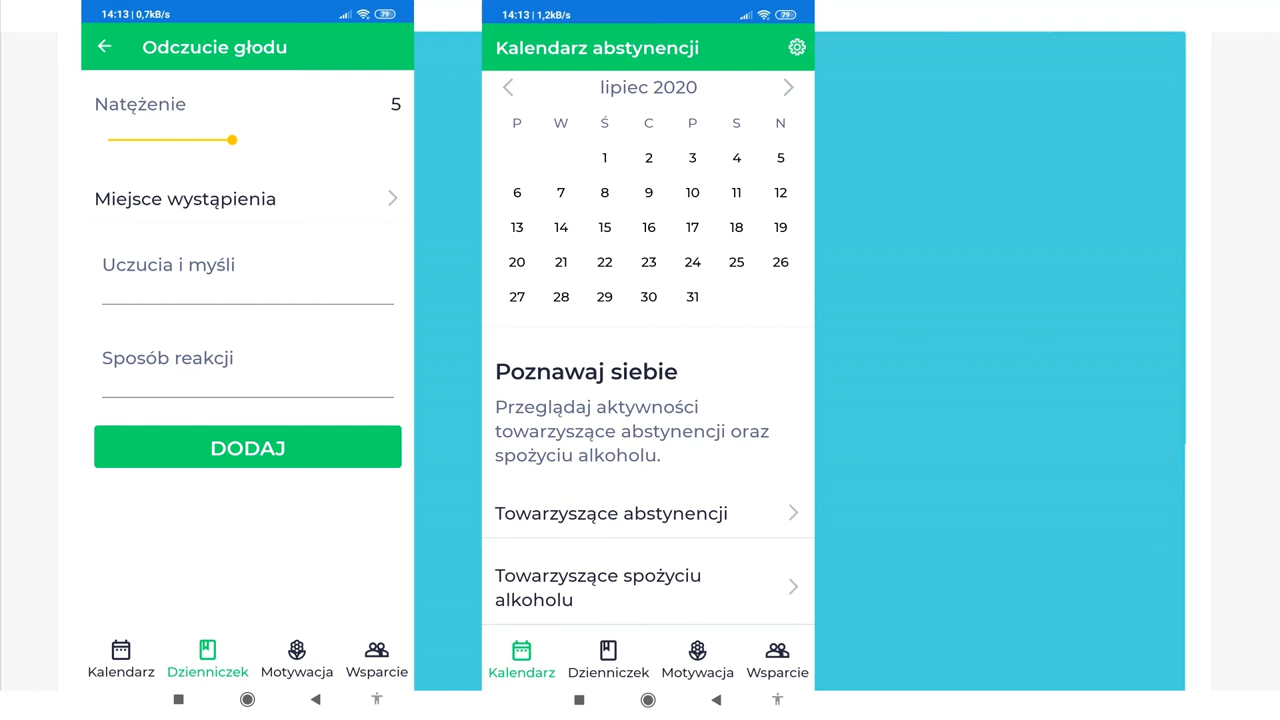 14:13 | 0,7kB/s
79
Odczucie głodu
Natężenie
5
Miejsce wystąpienia
Uczucia i myśli
Sposób reakcji
DODAJ
Kalendarz
Dzienniczek
Motywacja
Wsparcie
14:13 | 1,2kB/s
79
Kalendarz abstynencji
lipiec 2020
P W Ś C P S N
1 2 3 4 5
6 7 8 9 10 11 12
13 14 15 16 17 18 19
20 21 22 23 24 25 26
27 28 29 30 31
Poznawaj siebie
Przeglądaj aktywności
towarzyszące abstynencji oraz
spożyciu alkoholu.
Towarzyszące abstynencji
Towarzyszące spożyciu
alkoholu
Kalendarz
Dzienniczek
Motywacja
Wsparcie